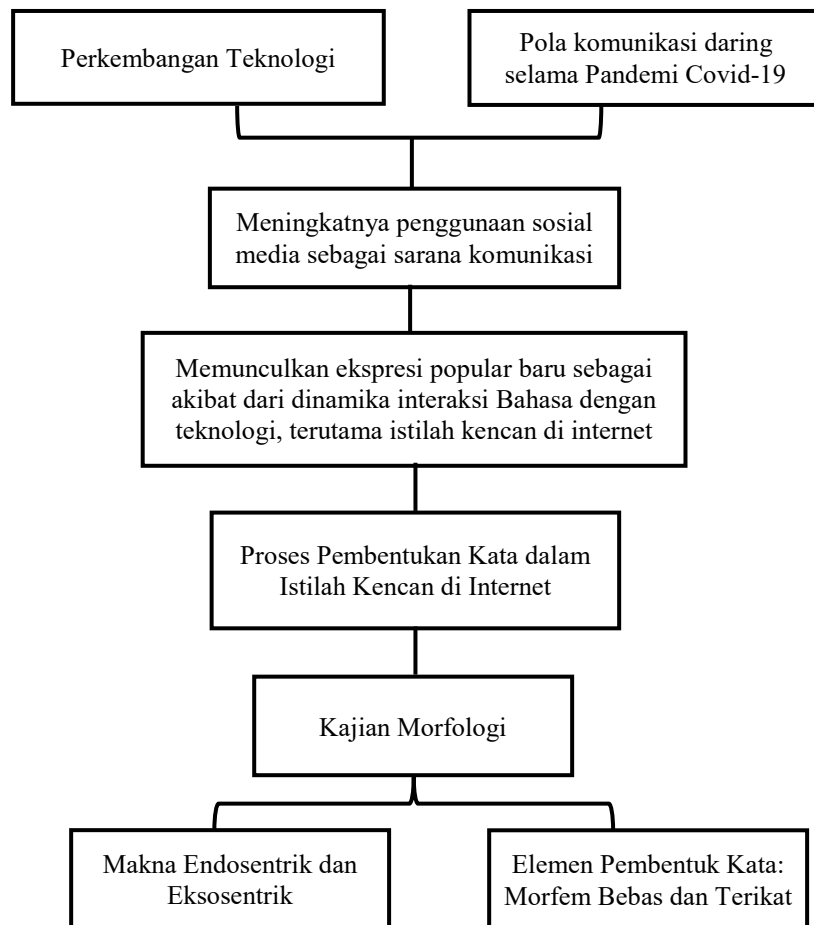 Perkembangan Teknologi
Pola komunikasi daring
selama Pandemi Covid-19
Meningkatnya penggunaan sosial
media sebagai sarana komunikasi
Memunculkan ekspresi popular baru sebagai
akibat dari dinamika interaksi Bahasa dengan
teknologi, terutama istilah kencan di internet
Proses Pembentukan Kata dalam
Istilah Kencan di Internet
Kajian Morfologi
Makna Endosentrik dan
Eksosentrik
Elemen Pembentuk Kata:
Morfem Bebas dan Terikat